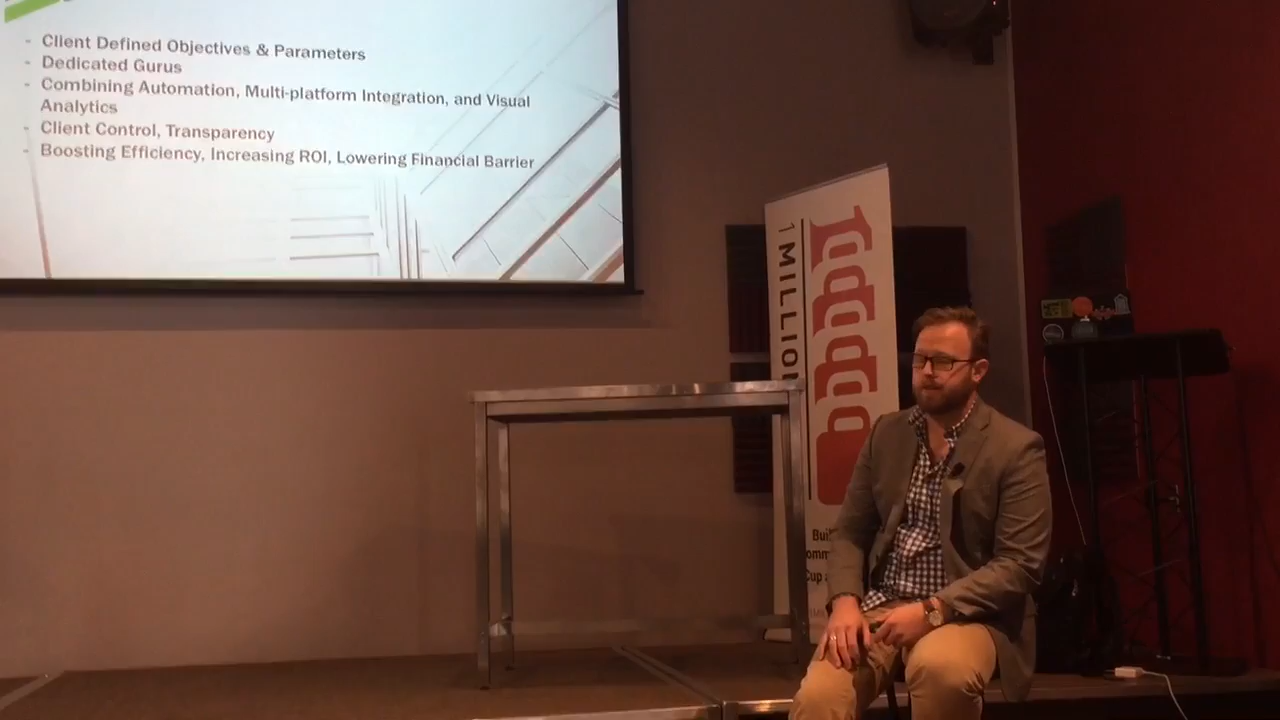 - Client Defined Objectives & Parameters
- Dedicated Gurus
- Combining Automation, Multi-platform Integration, and Visual
Analytics
- Client Control, Transparency
- Boosting Efficiency, Increasing ROI, Lowering Financial Barrier
1 MILLION
Cup